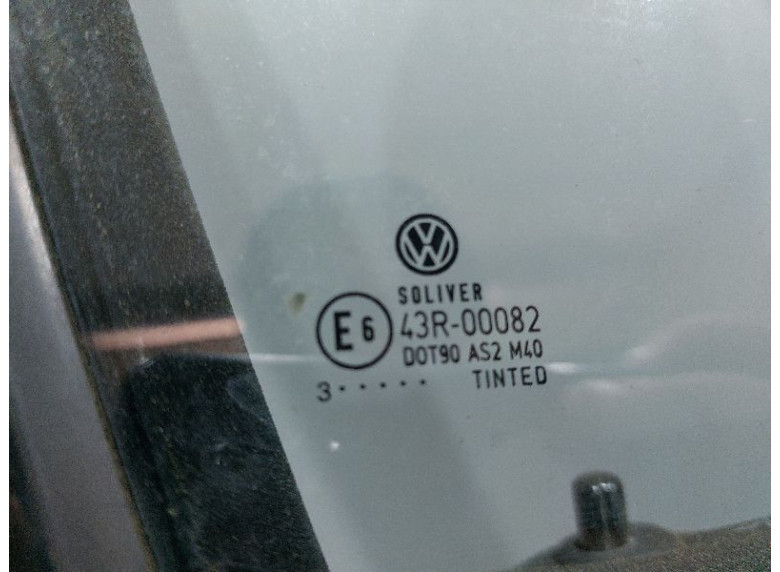 SOLIVER
E6 43R-00082
DOT90 AS2 M40
3 · · · · · TINTED